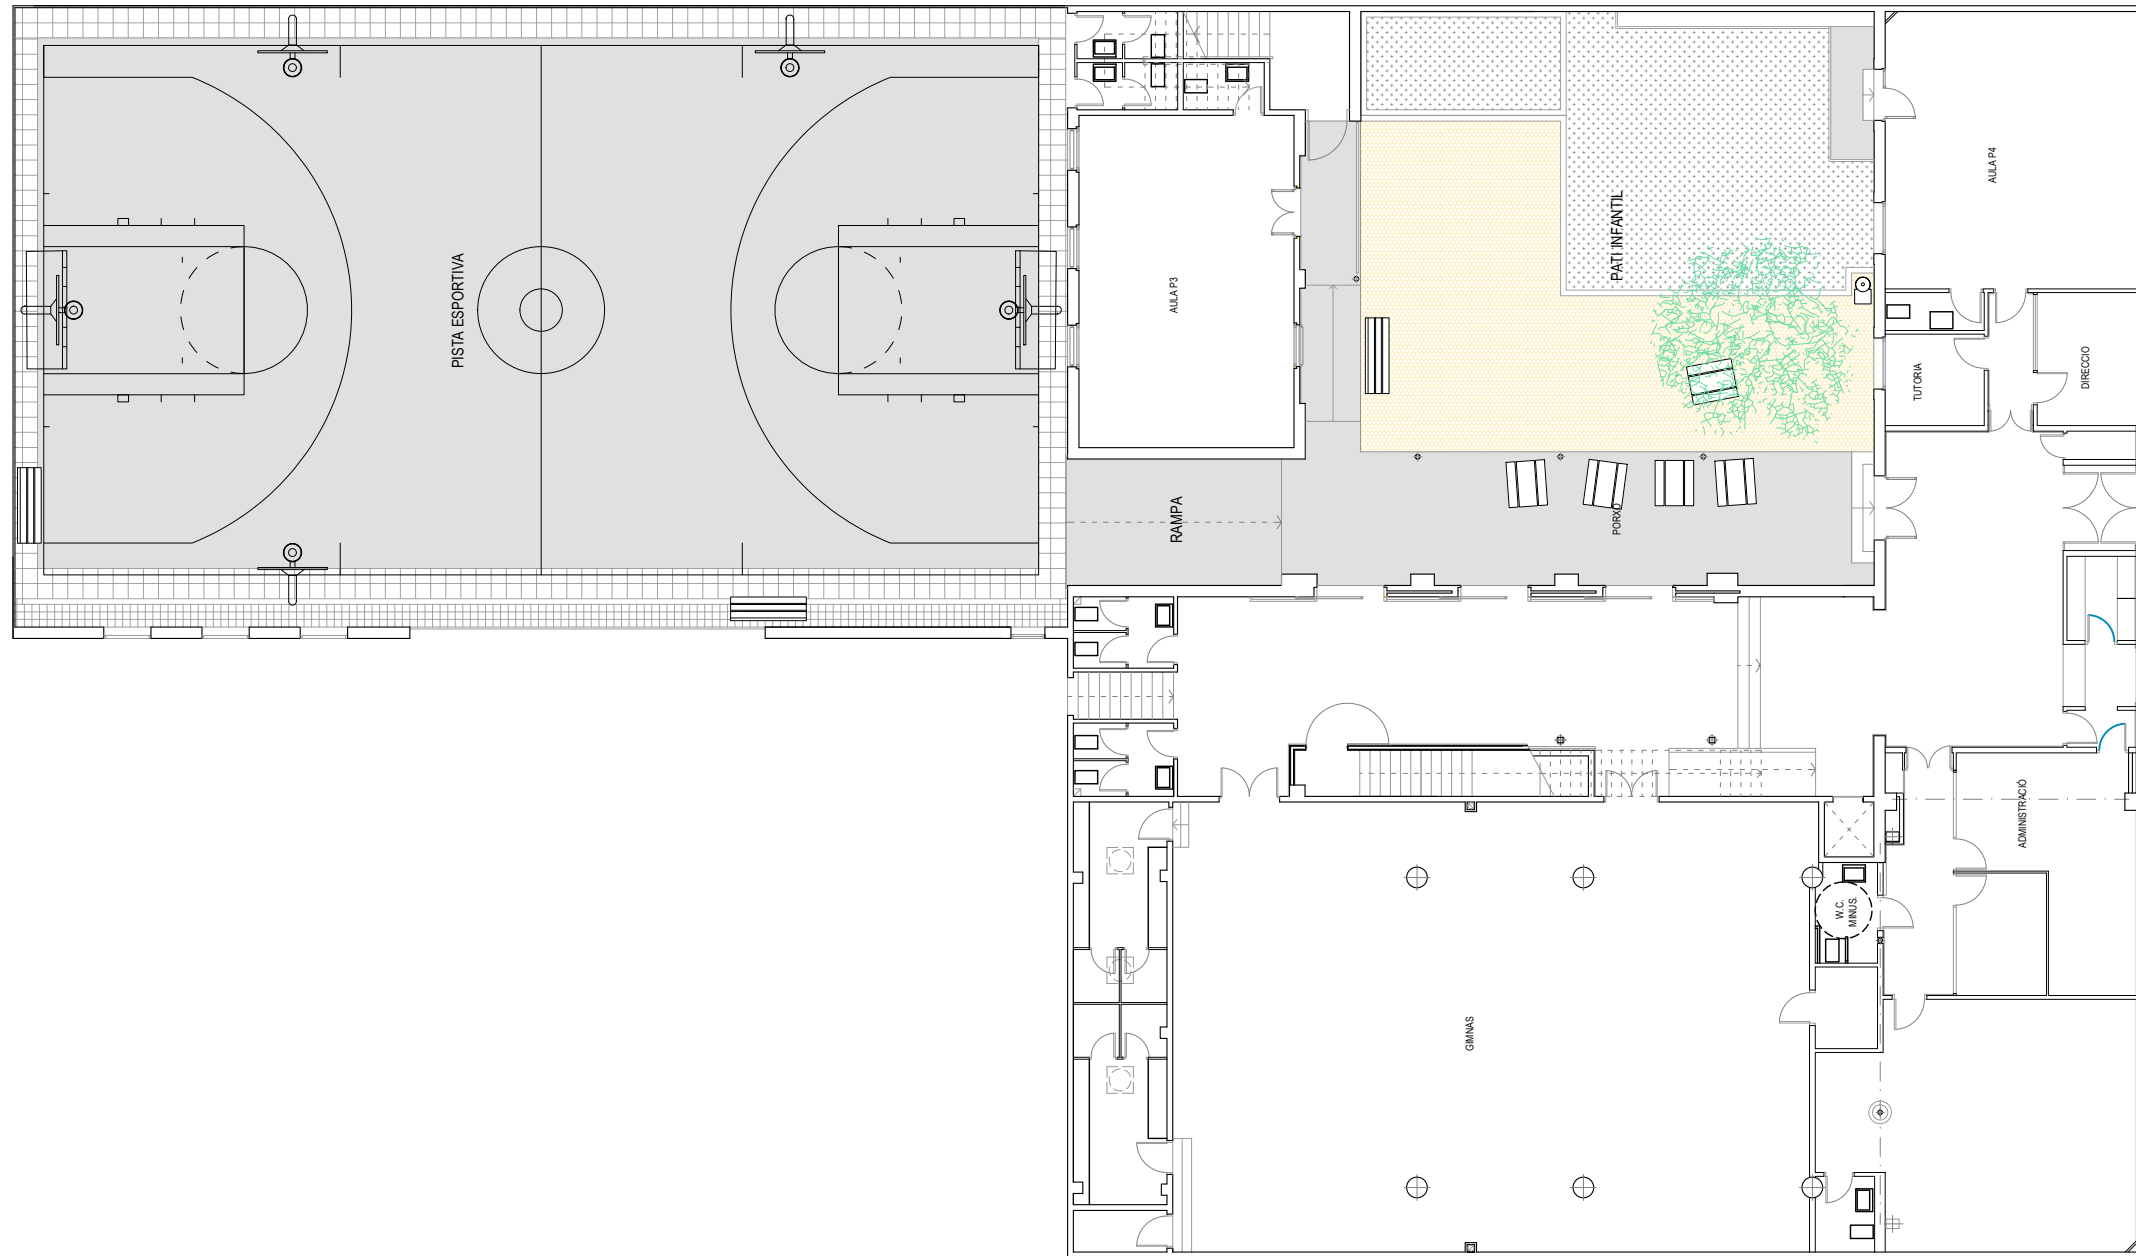 PISTA ESPORTIVA
AULA P3
RAMPA
PATI INFANTIL
PORXO
AULA P4
TUTORIA
DIRECCIO
ADMINISTRACIÓ
W.C.
MINUS.
GIMNAS